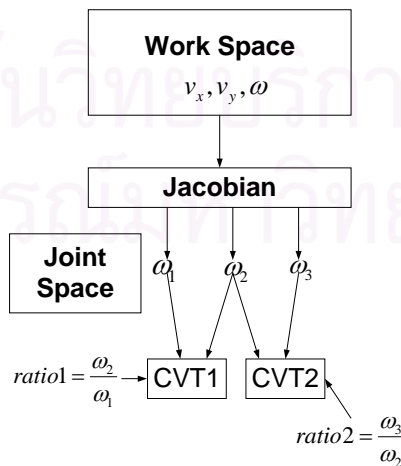 Work Space
v_x, v_y, ω
Jacobian
Joint
Space
ω_1 ω_2 ω_3
CVT1 CVT2
ratio1 = ω_2/ω_1
ratio2 = ω_3/ω_2